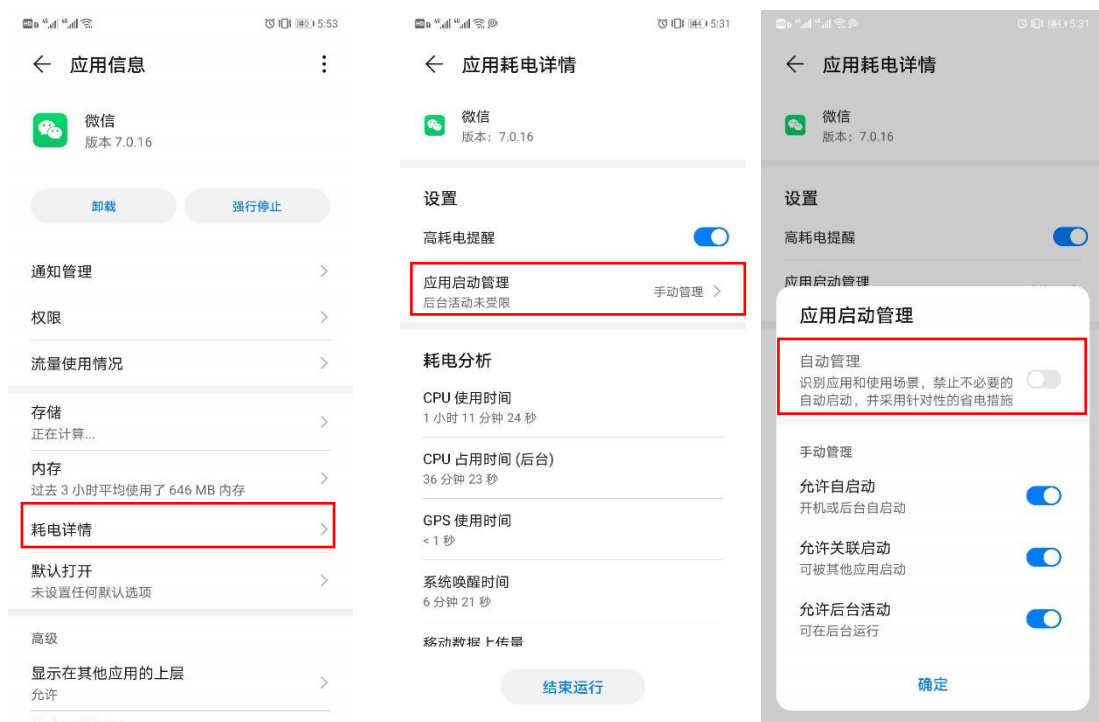 5:53
应用信息
微信
版本 7.0.16
卸载
强行停止
通知管理
权限
流量使用情况
存储
正在计算...
内存
过去 3 小时平均使用了 646 MB 内存
耗电详情
默认打开
未设置任何默认选项
高级
显示在其他应用的上层
允许
5:31
应用耗电详情
微信
版本：7.0.16
设置
高耗电提醒
应用启动管理
后台活动未受限
手动管理
耗电分析
CPU 使用时间
1 小时 11 分钟 24 秒
CPU 占用时间 (后台)
36 分钟 23 秒
GPS 使用时间
< 1 秒
系统唤醒时间
6 分钟 21 秒
移动数据上传量
结束运行
5:31
应用耗电详情
微信
版本：7.0.16
设置
高耗电提醒
应用启动管理
应用启动管理
自动管理
识别应用和使用场景，禁止不必要的
自动启动，并采用针对性的省电措施
手动管理
允许自启动
开机或后台自启动
允许关联启动
可被其他应用启动
允许后台活动
可在后台运行
确定